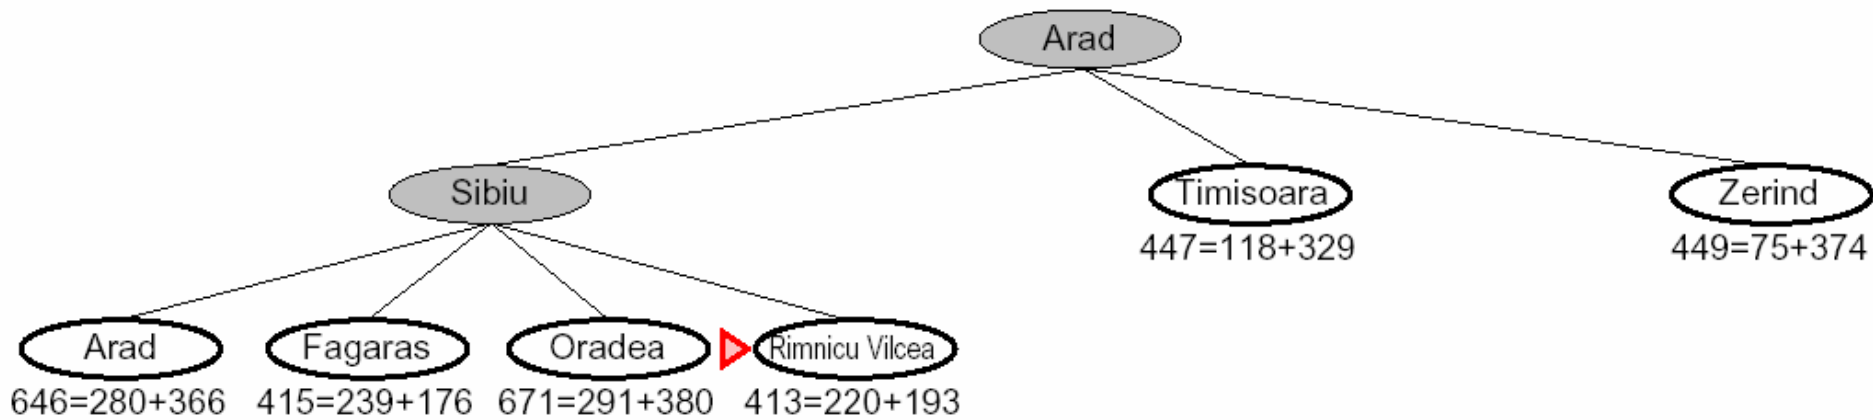 Arad
Sibiu
Timisoara
Zerind
447=118+329
449=75+374
Arad
Fagaras
Oradea
Rimnicu Vilcea
646=280+366
415=239+176
671=291+380
413=220+193